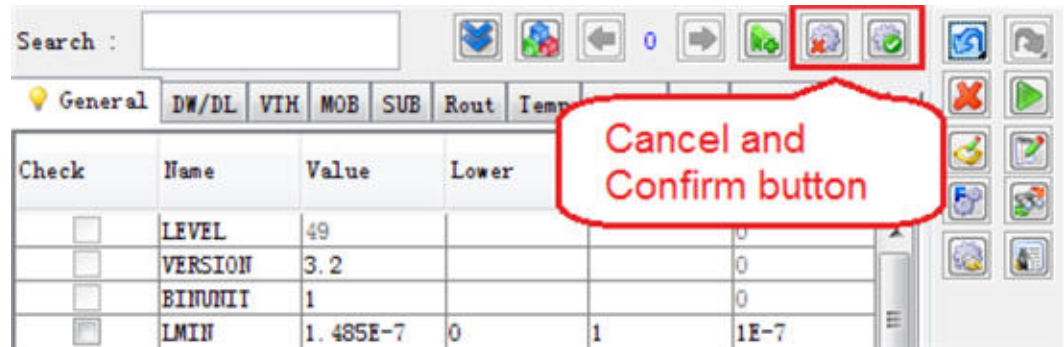 Search :
0
General DW/DL VTH MOB SUB Rout Temp
Cancel and
Confirm button
Check Name Value Lower
LEVEL 49 0
VERSION 3.2 0
BINUNIT 1 0
LMIN 1.485E-7 0 1 1E-7